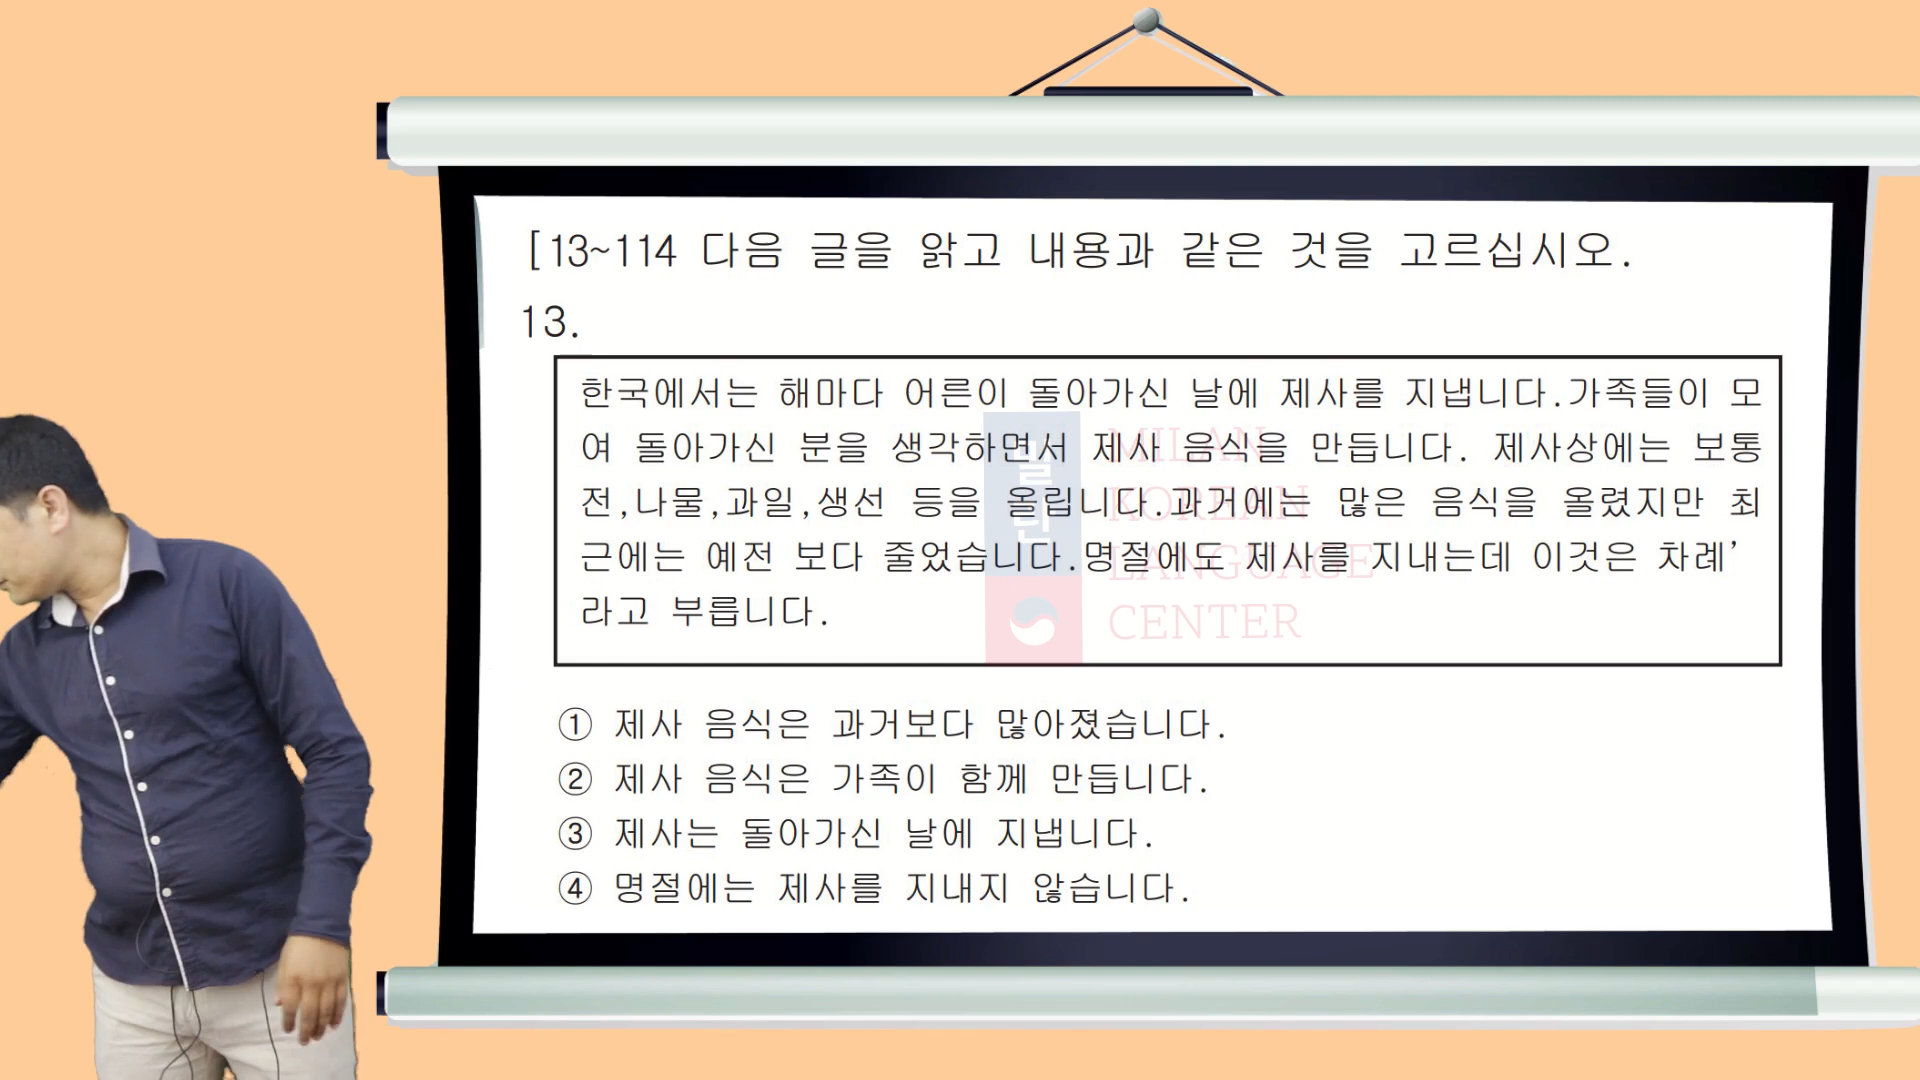 [13~114 다음 글을 앍고 내용과 같은 것을 고르십시오.
13.
한국에서는 해마다 어른이 돌아가신 날에 제사를 지냅니다.가족들이 모
여 돌아가신 분을 생각하면서 제사 음식을 만듭니다. 제사상에는 보통
전,나물,과일,생선 등을 올립니다.과거에는 많은 음식을 올렸지만 최
근에는 예전 보다 줄었습니다.명절에도 제사를 지내는데 이것은 차례’
라고 부릅니다.
밀란
MILAN
KOREAN
LANGUAGE
CENTER
① 제사 음식은 과거보다 많아졌습니다.
② 제사 음식은 가족이 함께 만듭니다.
③ 제사는 돌아가신 날에 지냅니다.
④ 명절에는 제사를 지내지 않습니다.